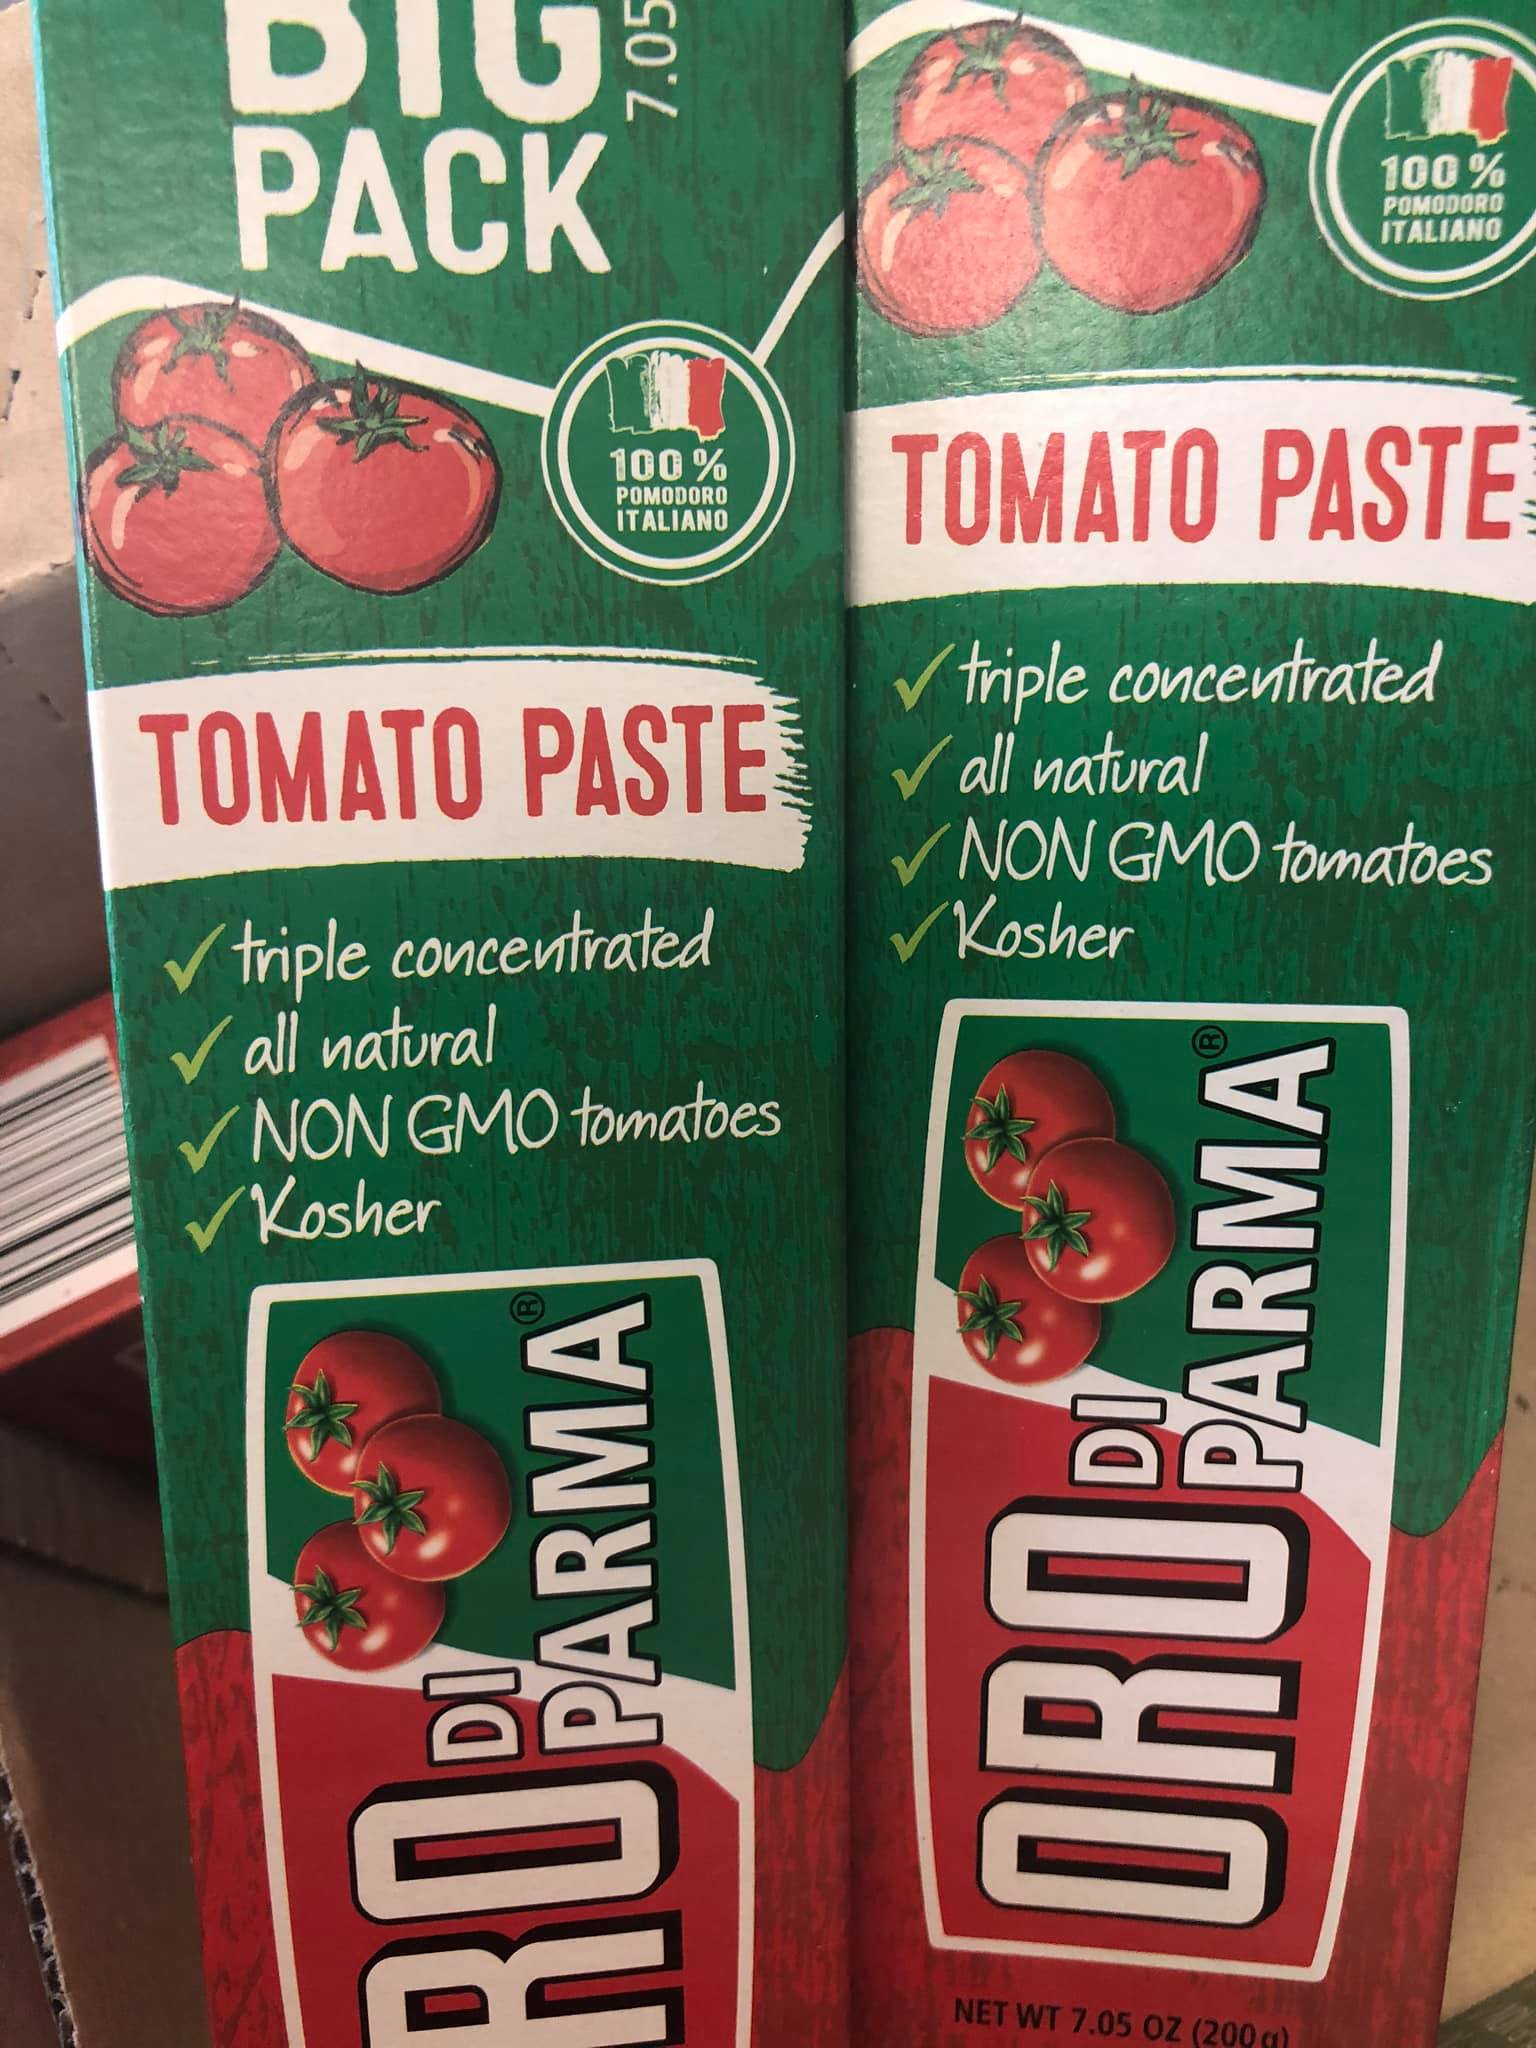 BIG
PACK
7.05
100 %
POMODORO
ITALIANO
TOMATO PASTE
✓ triple concentrated
✓ all natural
✓ NON GMO tomatoes
✓ Kosher
ORO DI PARMA®
100 %
POMODORO
ITALIANO
TOMATO PASTE
✓ triple concentrated
✓ all natural
✓ NON GMO tomatoes
✓ Kosher
ORO DI PARMA®
NET WT 7.05 OZ (200 g)